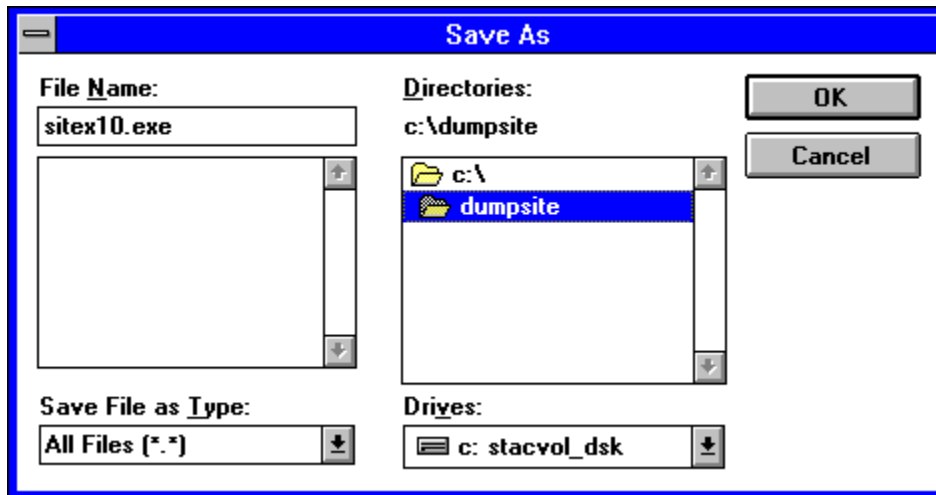 Save As
File Name:
sitex10.exe
Directories:
c:\dumpsite
c:\
dumpsite
OK
Cancel
Save File as Type:
All Files (*.*)
Drives:
c: stacvol_dsk